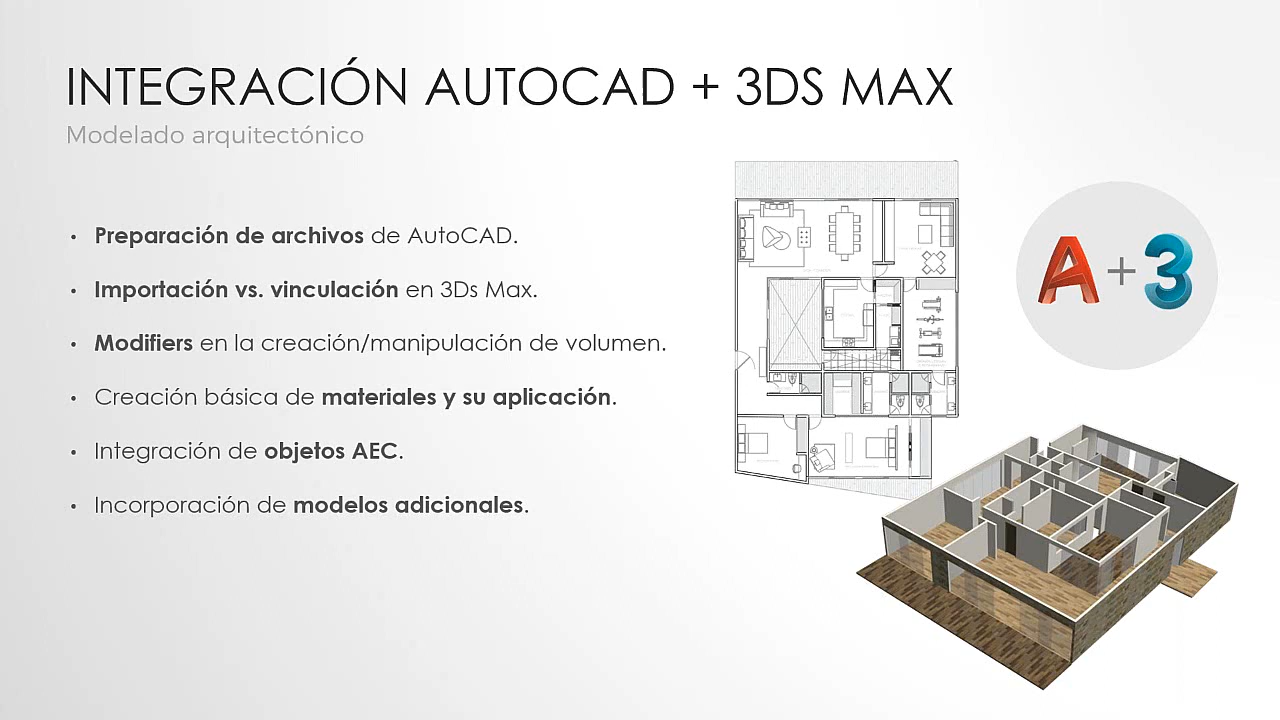 INTEGRACIÓN AUTOCAD + 3DS MAX
Modelado arquitectónico
• Preparación de archivos de AutoCAD.
• Importación vs. vinculación en 3Ds Max.
• Modifiers en la creación/manipulación de volumen.
• Creación básica de materiales y su aplicación.
• Integración de objetos AEC.
• Incorporación de modelos adicionales.
A + 3